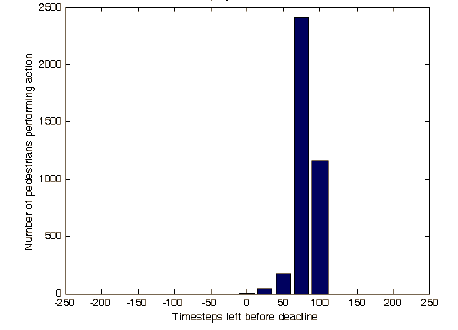 2500
2000
1500
1000
500
0
Number of pedestrians performing action
-250 -200 -150 -100 -50 0 50 100 150 200 250
Timesteps left before deadline